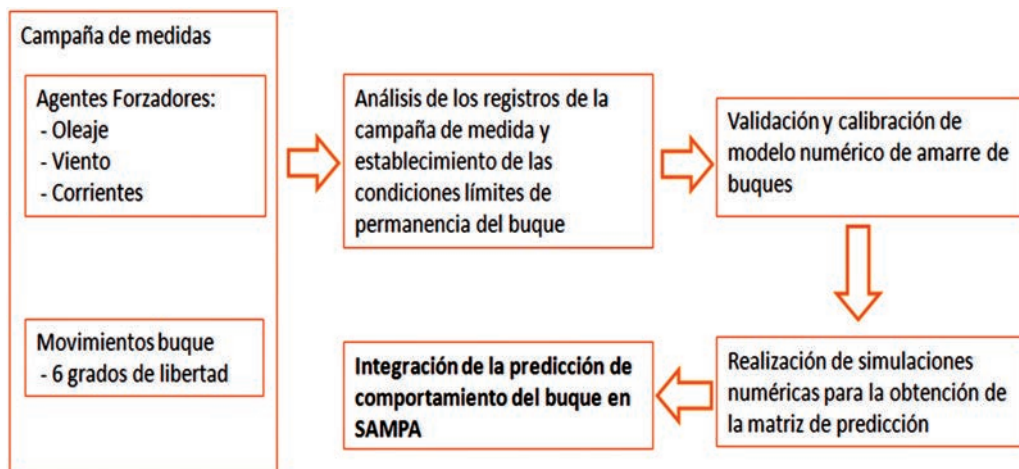 Campaña de medidas
Agentes Forzadores:
- Oleaje
- Viento
- Corrientes
Movimientos buque
- 6 grados de libertad
Análisis de los registros de la
campaña de medida y
establecimiento de las
condiciones límites de
permanencia del buque
Validación y calibración de
modelo numérico de amarre de
buques
Realización de simulaciones
numéricas para la obtención de
la matriz de predicción
Integración de la predicción de
comportamiento del buque en
SAMPA